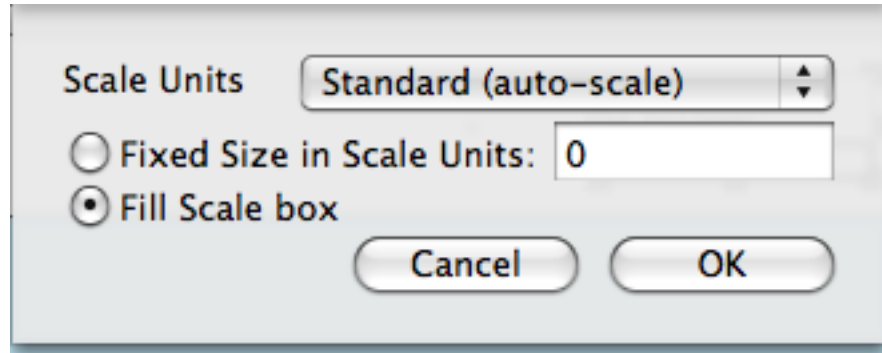 Scale Units Standard (auto-scale)
Fixed Size in Scale Units: 0
Fill Scale box
Cancel OK